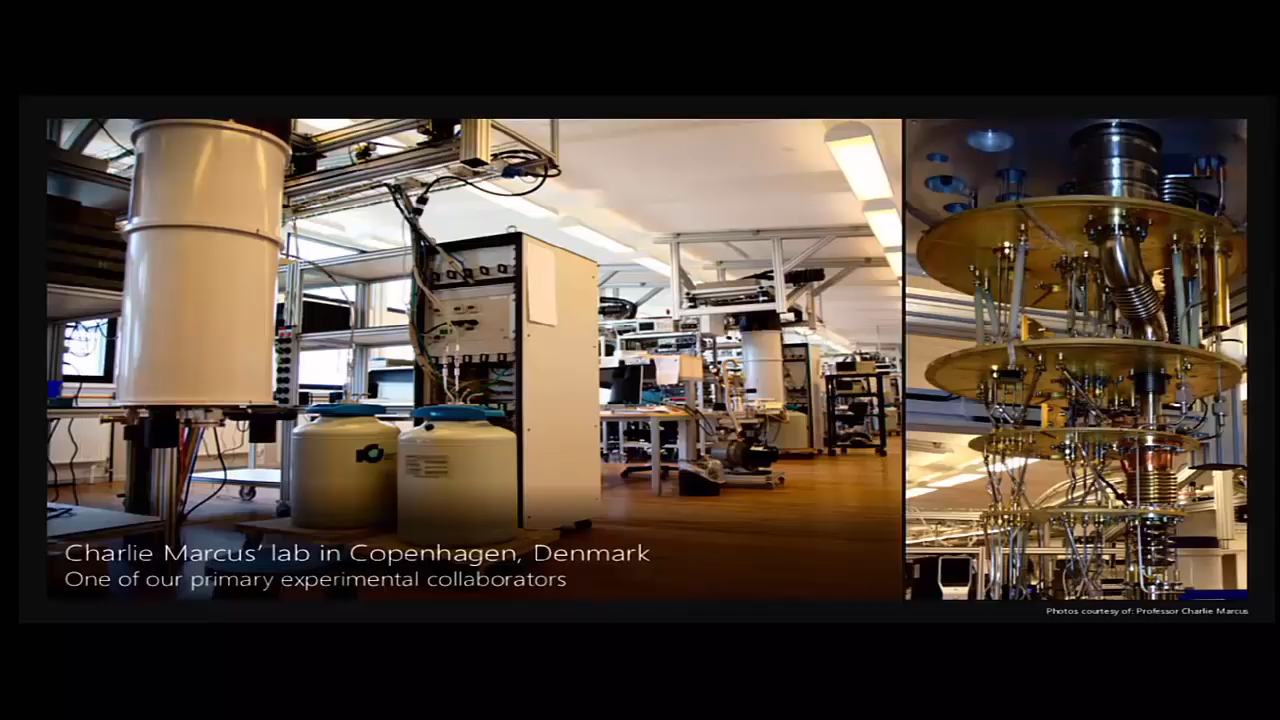 Charlie Marcus’ lab in Copenhagen, Denmark
One of our primary experimental collaborators
Photos courtesy of: Professor Charlie Marcus